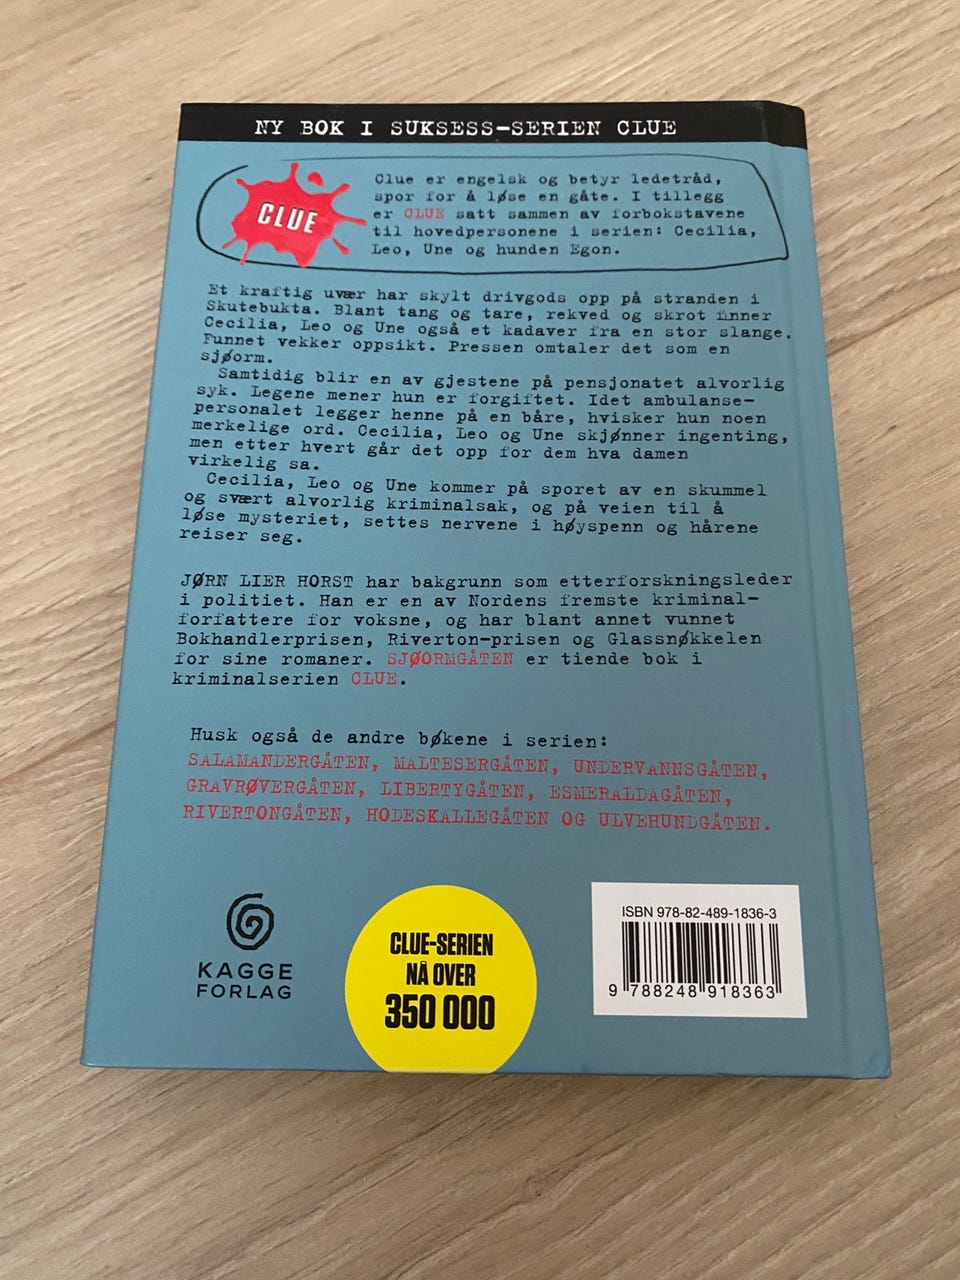 NY BOK I SUKSESS-SERIEN CLUE
CLUE
Clue er engelsk og betyr ledetråd,
spor for å løse en gåte. I tillegg
er CLUE satt sammen av forbokstavene
til hovedpersonene i serien: Cecilia,
Leo, Une og hunden Egon.
Et kraftig uvær har skylt drivgods opp på stranden i
Skutebukta. Blant tang og tare, rekved og skrot finner
Cecilia, Leo og Une også et kadaver fra en stor slange.
Funnet vekker oppsikt. Pressen omtaler det som en
sjøorm.
Samtidig blir en av gjestene på pensjonatet alvorlig
syk. Legene mener hun er forgiftet. Idet ambulanse-
personalet legger henne på en båre, hvisker hun noen
merkelige ord. Cecilia, Leo og Une skjønner ingenting,
men etter hvert går det opp for dem hva damen
virkelig sa.
Cecilia, Leo og Une kommer på sporet av en skummel
og svært alvorlig kriminalsak, og på veien til å
løse mysteriet, settes nervene i høyspenn og hårene
reiser seg.
JØRN LIER HORST har bakgrunn som etterforskningsleder
i politiet. Han er en av Nordens fremste kriminal-
forfattere for voksne, og har blant annet vunnet
Bokhandlerprisen, Riverton-prisen og Glassnøkkelen
for sine romaner. SJØORMGÅTEN er tiende bok i
kriminalserien CLUE.
Husk også de andre bøkene i serien:
SALAMANDERGÅTEN, MALTESERGÅTEN, UNDERVANNSGÅTEN,
GRAVRØVERGÅTEN, LIBERTYGÅTEN, ESMERALDAGÅTEN,
RIVERTONGÅTEN, HODESKALLEGÅTEN OG ULVEHUNDGÅTEN.
KAGGE
FORLAG
CLUE-SERIEN
NÅ OVER
350 000
ISBN 978-82-489-1836-3
9 788248 918363